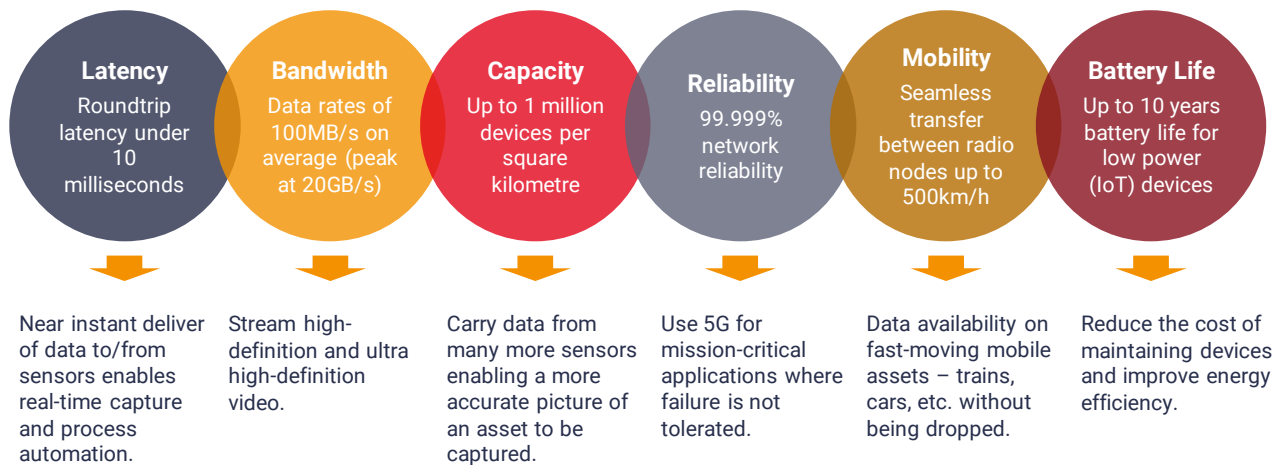 Latency
Roundtrip
latency under
10
milliseconds
Bandwidth
Data rates of
100MB/s on
average (peak
at 20GB/s)
Capacity
Up to 1 million
devices per
square
kilometre
Reliability
99.999%
network
reliability
Mobility
Seamless
transfer
between radio
nodes up to
500km/h
Battery Life
Up to 10 years
battery life for
low power
(IoT) devices
Near instant deliver
of data to/from
sensors enables
real-time capture
and process
automation.
Stream high-
definition and ultra
high-definition
video.
Carry data from
many more sensors
enabling a more
accurate picture of
an asset to be
captured.
Use 5G for
mission-critical
applications where
failure is not
tolerated.
Data availability on
fast-moving mobile
assets – trains,
cars, etc. without
being dropped.
Reduce the cost of
maintaining devices
and improve energy
efficiency.